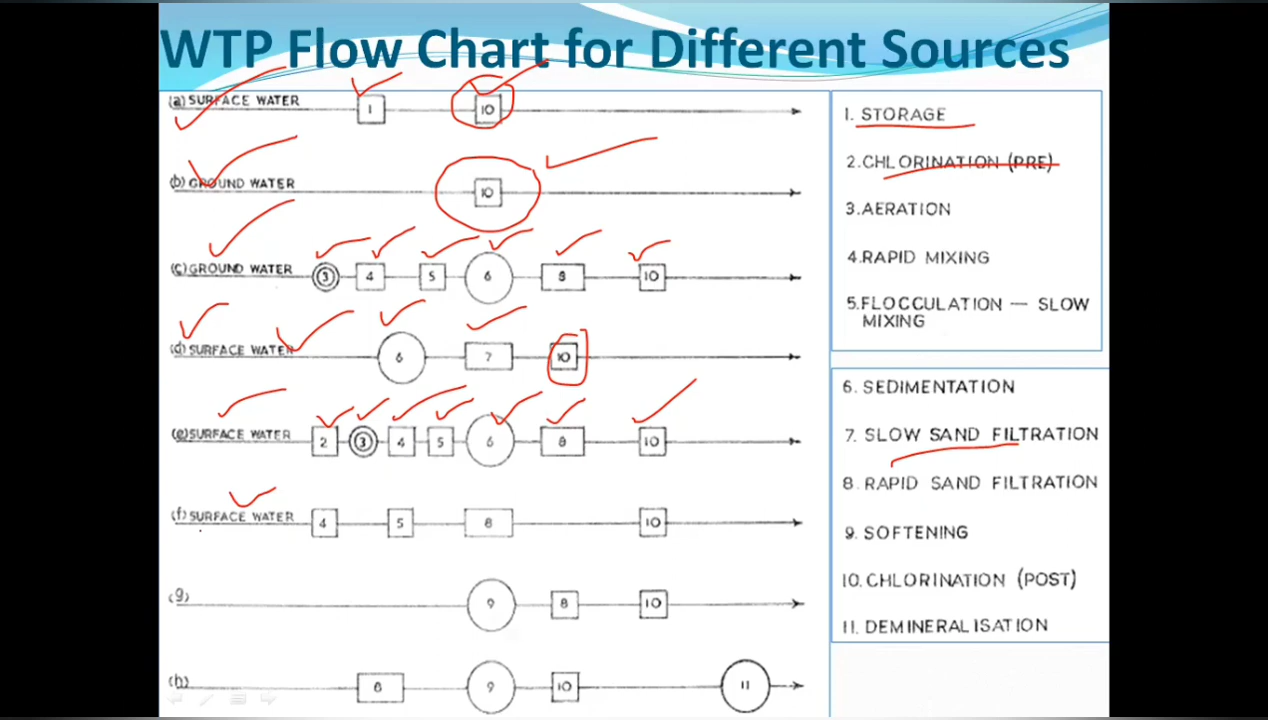 WTP Flow Chart for Different Sources
(a) SURFACE WATER 1 10
(b) GROUND WATER 10
(c) GROUND WATER 3 4 5 6 8 10
(d) SURFACE WATER 6 7 10
(e) SURFACE WATER 2 3 4 5 6 8 10
(f) SURFACE WATER 4 5 8 10
(g) 9 8 10
(h) 8 9 10 11
1. STORAGE
2.CHLORINATION (PRE)
3.AERATION
4.RAPID MIXING
5.FLOCCULATION — SLOW
MIXING
6. SEDIMENTATION
7. SLOW SAND FILTRATION
8. RAPID SAND FILTRATION
9. SOFTENING
10. CHLORINATION (POST)
11. DEMINERALISATION